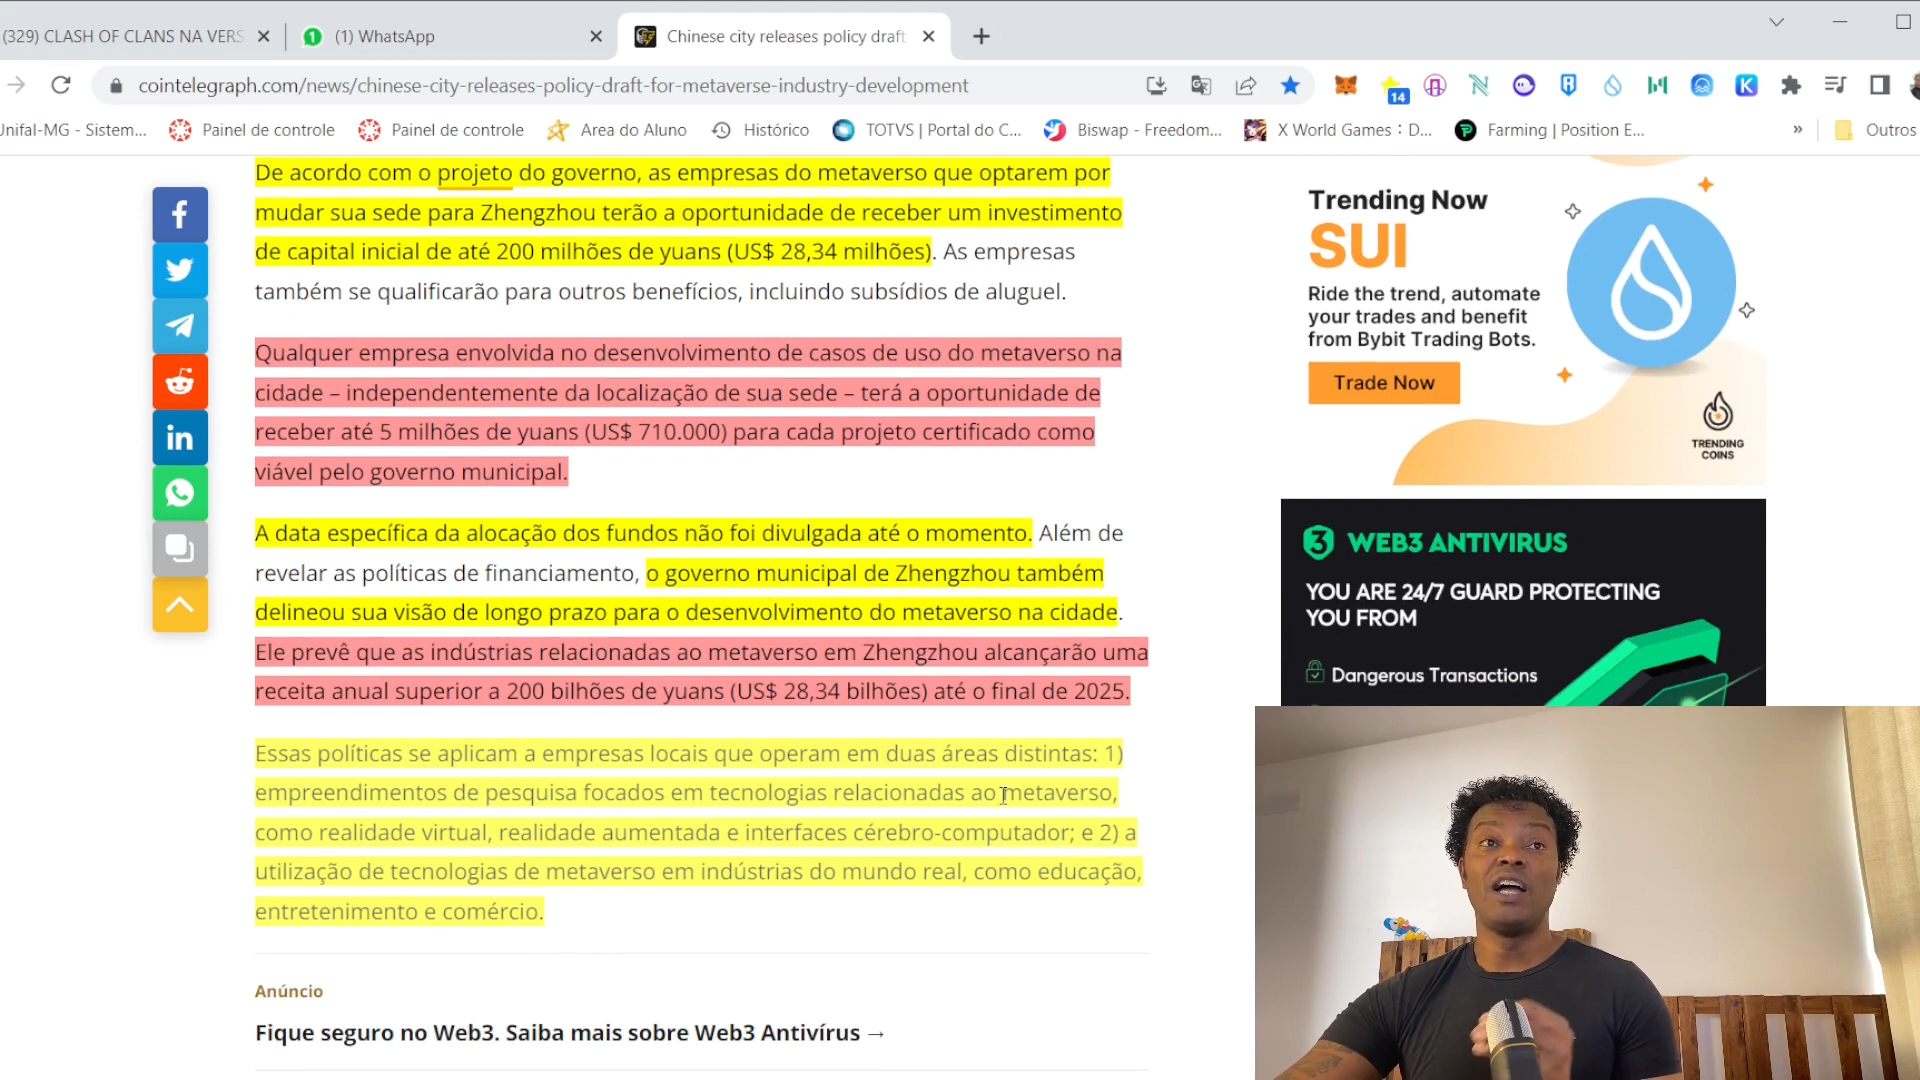 (329) CLASH OF CLANS NA VERS
(1) WhatsApp
Chinese city releases policy draft
cointelegraph.com/news/chinese-city-releases-policy-draft-for-metaverse-industry-development
14
Unifal-MG - Sistem...
Painel de controle
Painel de controle
Area do Aluno
Histórico
TOTVS | Portal do C...
Biswap - Freedom...
X World Games : D...
Farming | Position E...
»
Outros
De acordo com o projeto do governo, as empresas do metaverso que optarem por
mudar sua sede para Zhengzhou terão a oportunidade de receber um investimento
de capital inicial de até 200 milhões de yuans (US$ 28,34 milhões). As empresas
também se qualificarão para outros benefícios, incluindo subsídios de aluguel.
Qualquer empresa envolvida no desenvolvimento de casos de uso do metaverso na
cidade – independentemente da localização de sua sede – terá a oportunidade de
receber até 5 milhões de yuans (US$ 710.000) para cada projeto certificado como
viável pelo governo municipal.
A data específica da alocação dos fundos não foi divulgada até o momento. Além de
revelar as políticas de financiamento, o governo municipal de Zhengzhou também
delineou sua visão de longo prazo para o desenvolvimento do metaverso na cidade.
Ele prevê que as indústrias relacionadas ao metaverso em Zhengzhou alcançarão uma
receita anual superior a 200 bilhões de yuans (US$ 28,34 bilhões) até o final de 2025.
Essas políticas se aplicam a empresas locais que operam em duas áreas distintas: 1)
empreendimentos de pesquisa focados em tecnologias relacionadas ao metaverso,
como realidade virtual, realidade aumentada e interfaces cérebro-computador; e 2) a
utilização de tecnologias de metaverso em indústrias do mundo real, como educação,
entretenimento e comércio.
Anúncio
Fique seguro no Web3. Saiba mais sobre Web3 Antivírus →
Trending Now
SUI
Ride the trend, automate
your trades and benefit
from Bybit Trading Bots.
Trade Now
TRENDING
COINS
3 WEB3 ANTIVIRUS
YOU ARE 24/7 GUARD PROTECTING
YOU FROM
Dangerous Transactions